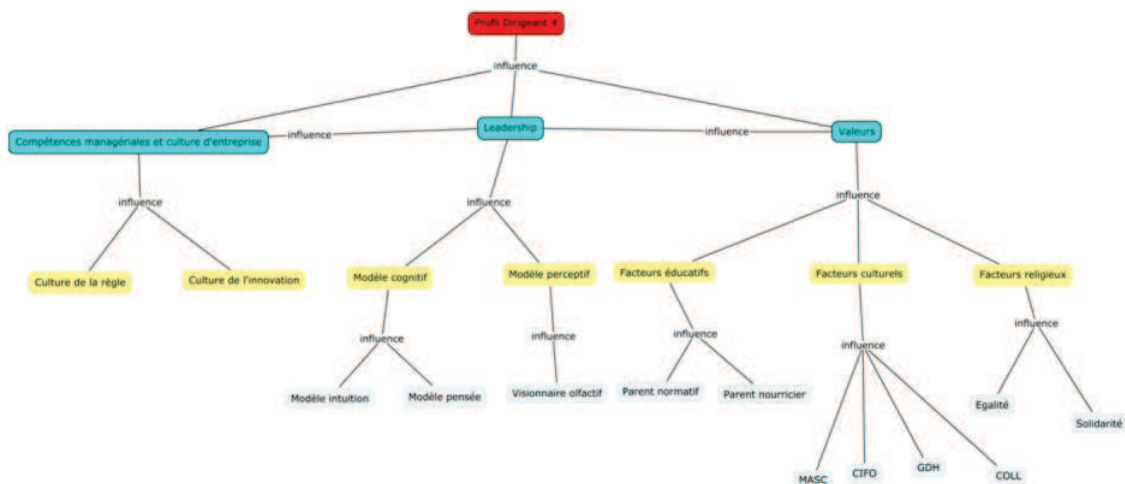 Profil Dirigeant 4
influence
Compétences managériales et culture d'entreprise
influence
Leadership
influence
Valeurs
influence
influence
influence
Culture de la règle
Culture de l'innovation
Modèle cognitif
Modèle perceptif
Facteurs éducatifs
Facteurs culturels
Facteurs religieux
influence
influence
influence
influence
influence
Modèle intuition
Modèle pensée
Visionnaire olfactif
Parent normatif
Parent nourricier
Egalité
Solidarité
MASC
CIFO
GDH
COLL